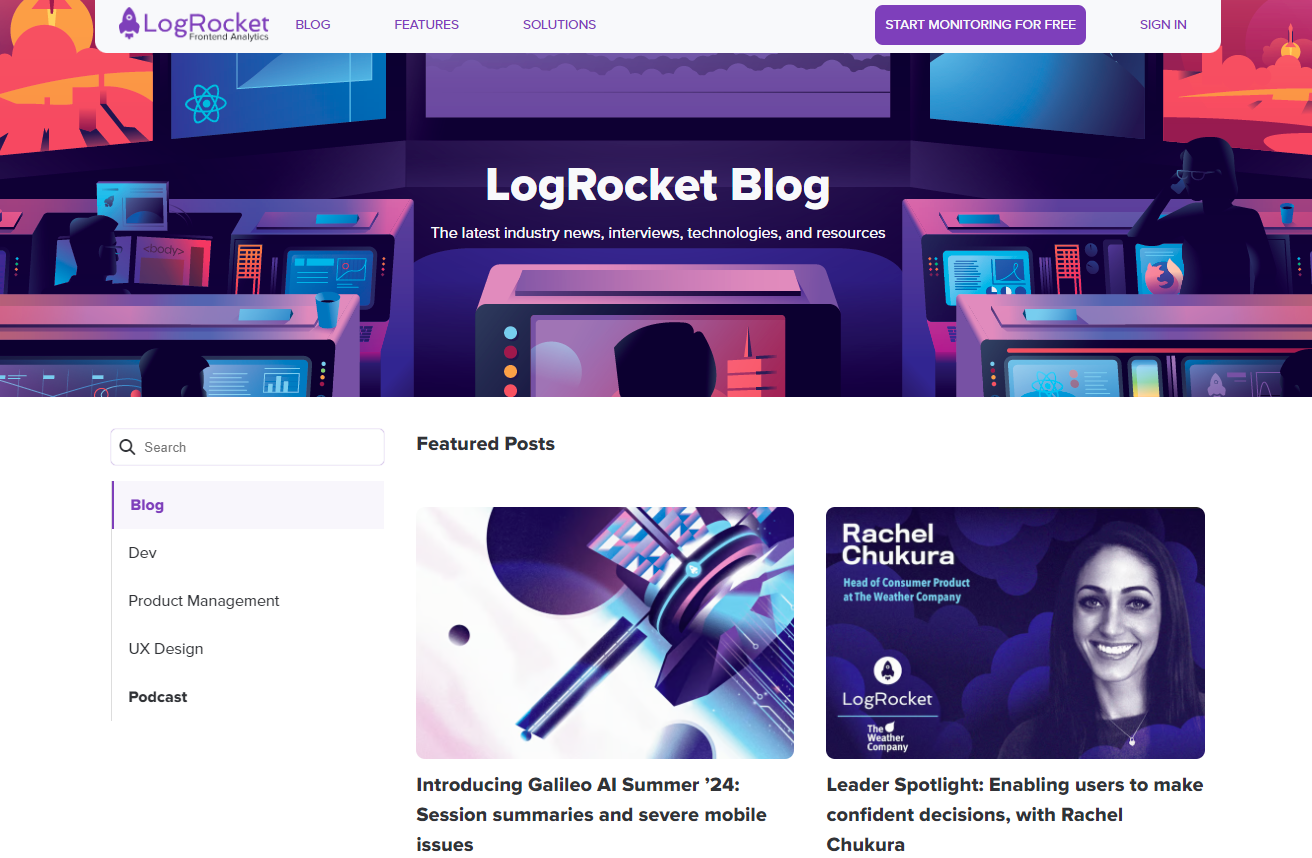 LogRocket
Frontend Analytics
BLOG
FEATURES
SOLUTIONS
START MONITORING FOR FREE
SIGN IN
LogRocket Blog
The latest industry news, interviews, technologies, and resources
<body>
Search
Blog
Dev
Product Management
UX Design
Podcast
Featured Posts
Introducing Galileo AI Summer ’24:
Session summaries and severe mobile
issues
Rachel
Chukura
Head of Consumer Product
at The Weather Company
LogRocket
The
Weather
Company
Leader Spotlight: Enabling users to make
confident decisions, with Rachel
Chukura